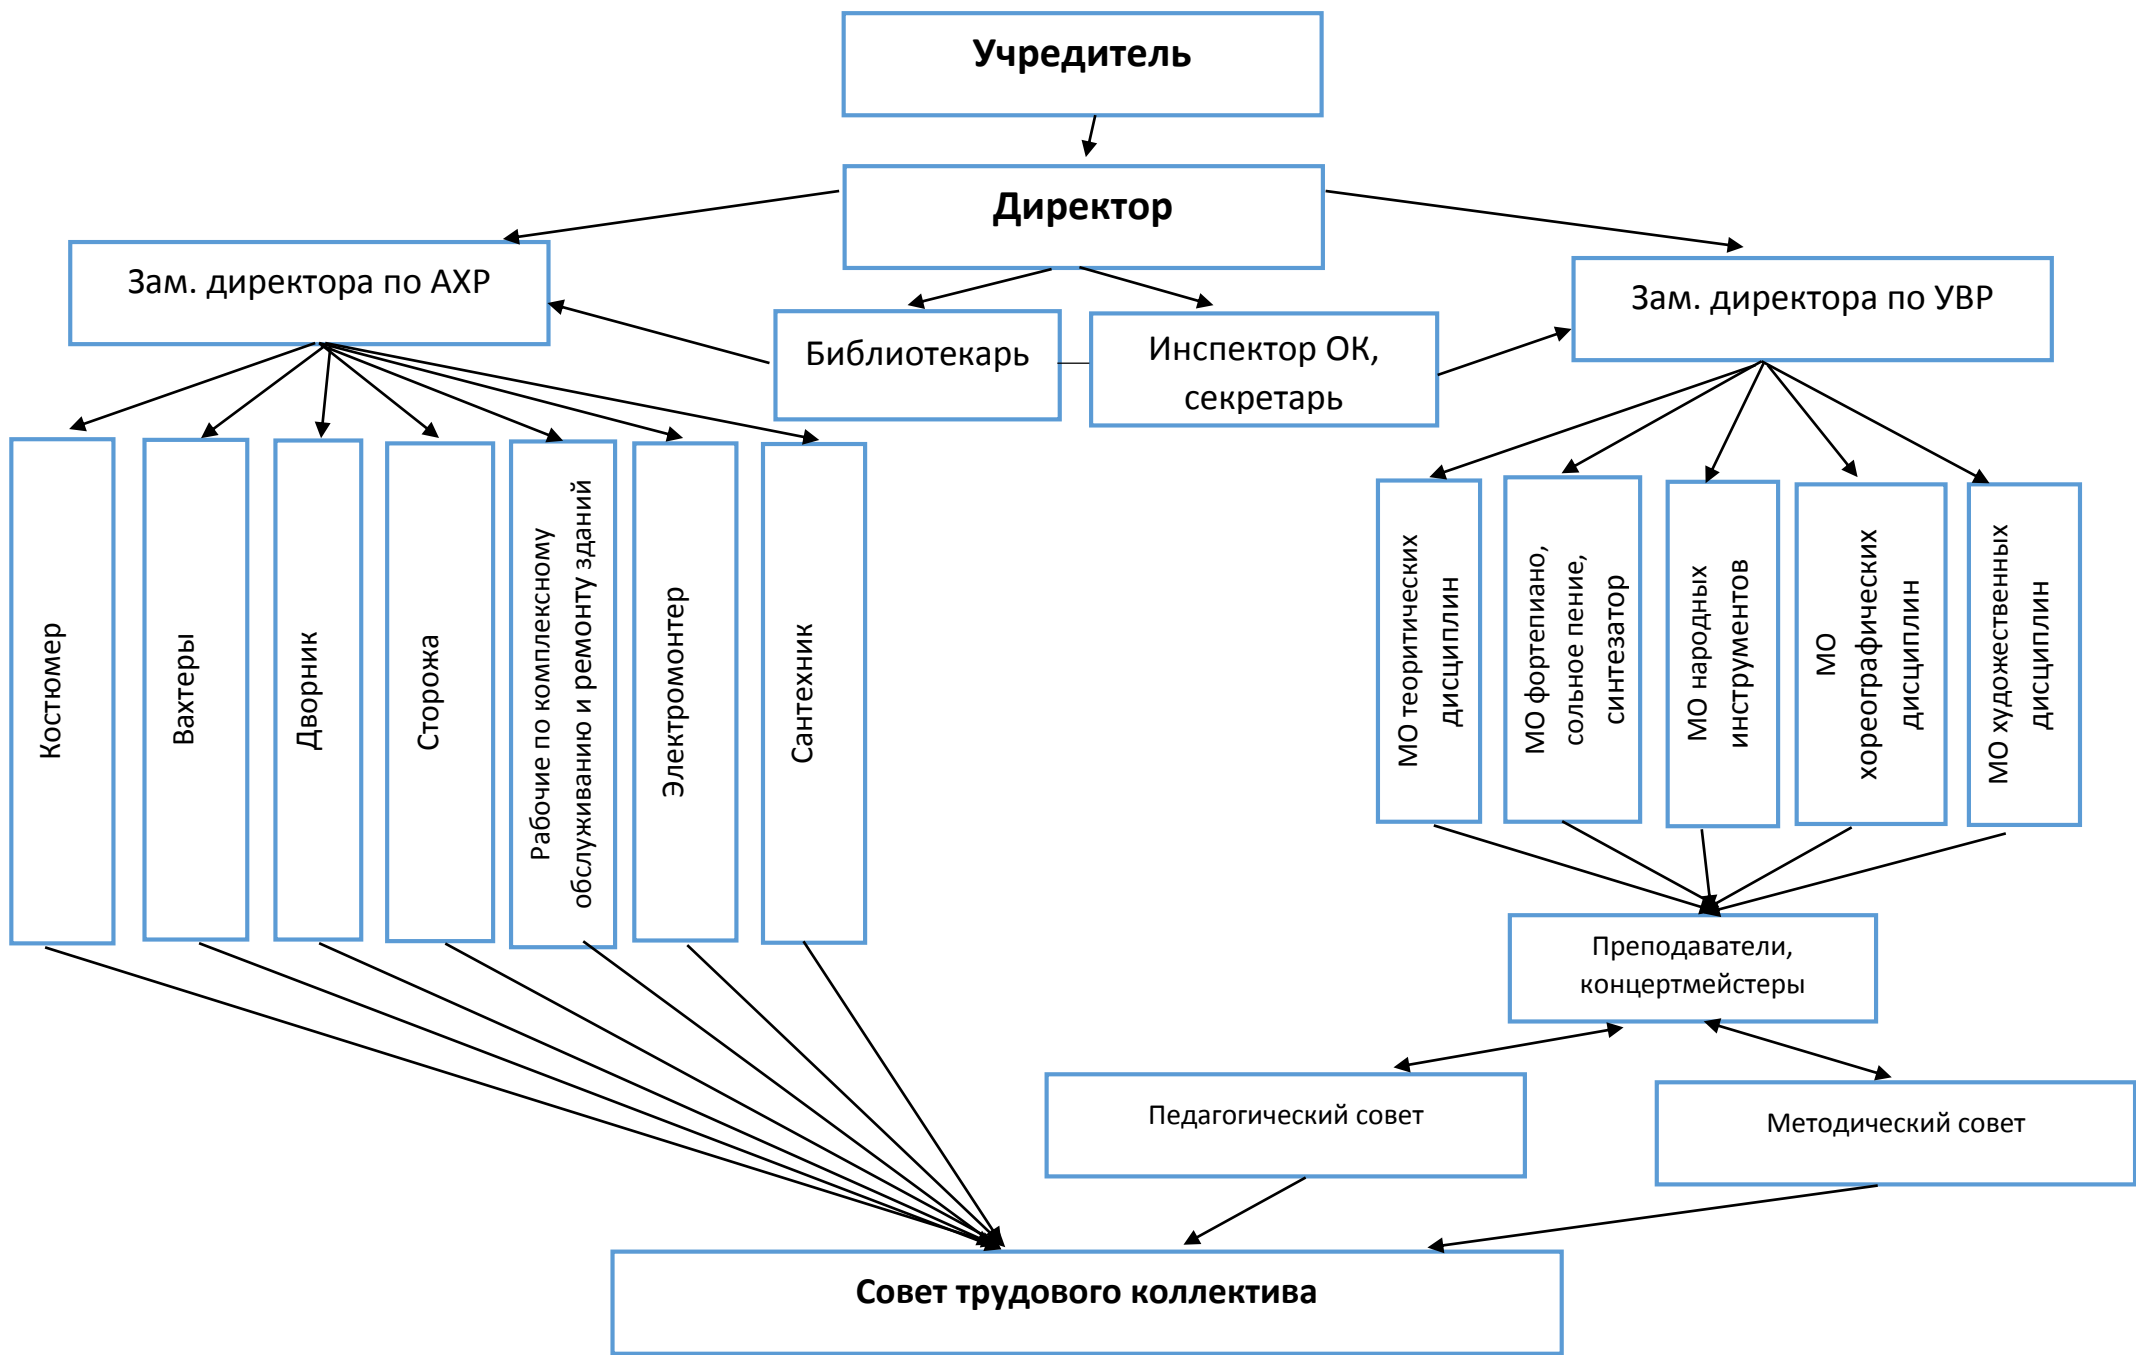 Учредитель
Директор
Зам. директора по АХР
Зам. директора по УВР
Библиотекарь
Инспектор ОК,
секретарь
Костюмер
Вахтеры
Дворник
Сторожа
Рабочие по комплексному
обслуживанию и ремонту зданий
Электромонтер
Сантехник
МО теоритических
дисциплин
МО фортепиано,
сольное пение,
синтезатор
МО народных
инструментов
МО
хореографических
дисциплин
МО художественных
дисциплин
Преподаватели,
концертмейстеры
Педагогический совет
Методический совет
Совет трудового коллектива